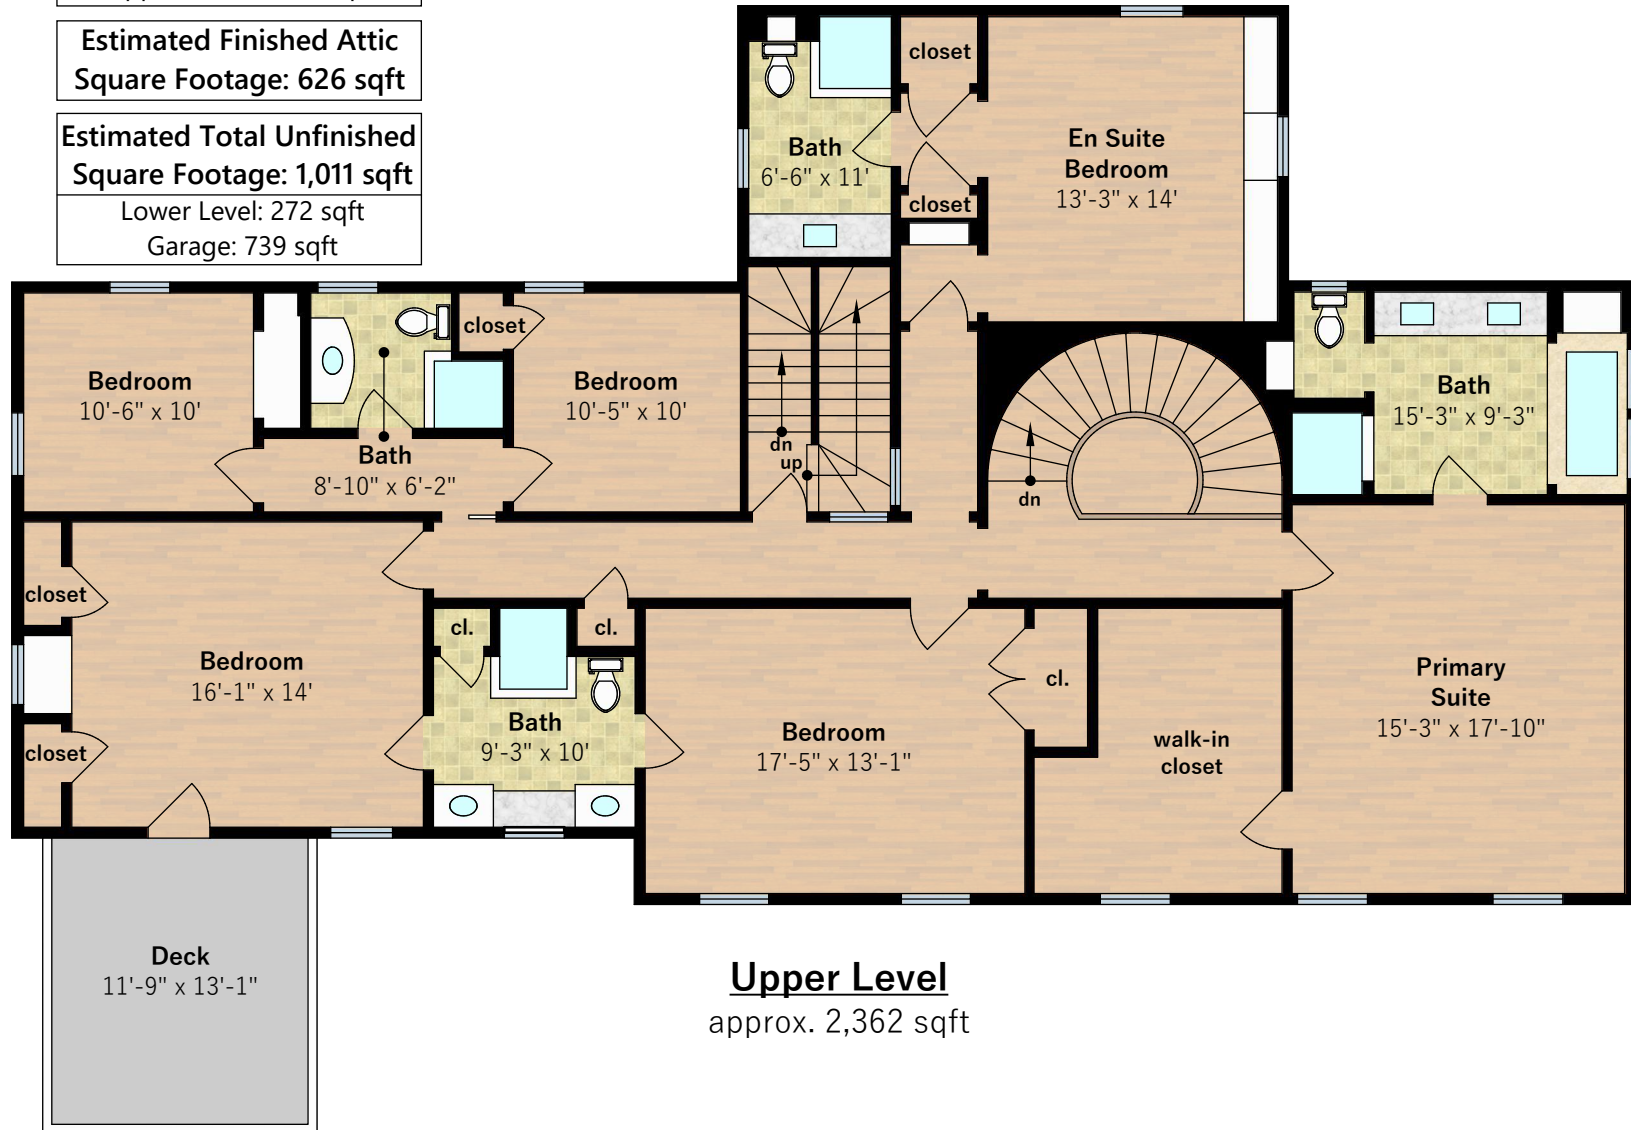 Estimated Finished Attic
Square Footage: 626 sqft
Estimated Total Unfinished
Square Footage: 1,011 sqft
Lower Level: 272 sqft
Garage: 739 sqft
closet
Bath
6'-6" x 11'
En Suite
Bedroom
13'-3" x 14'
closet
Bedroom
10'-6" x 10'
closet
Bedroom
10'-5" x 10'
Bath
8'-10" x 6'-2"
dn
up
dn
Bath
15'-3" x 9'-3"
closet
Bedroom
16'-1" x 14'
closet
cl.
cl.
Bath
9'-3" x 10'
Bedroom
17'-5" x 13'-1"
cl.
walk-in
closet
Primary
Suite
15'-3" x 17'-10"
Deck
11'-9" x 13'-1"
Upper Level
approx. 2,362 sqft